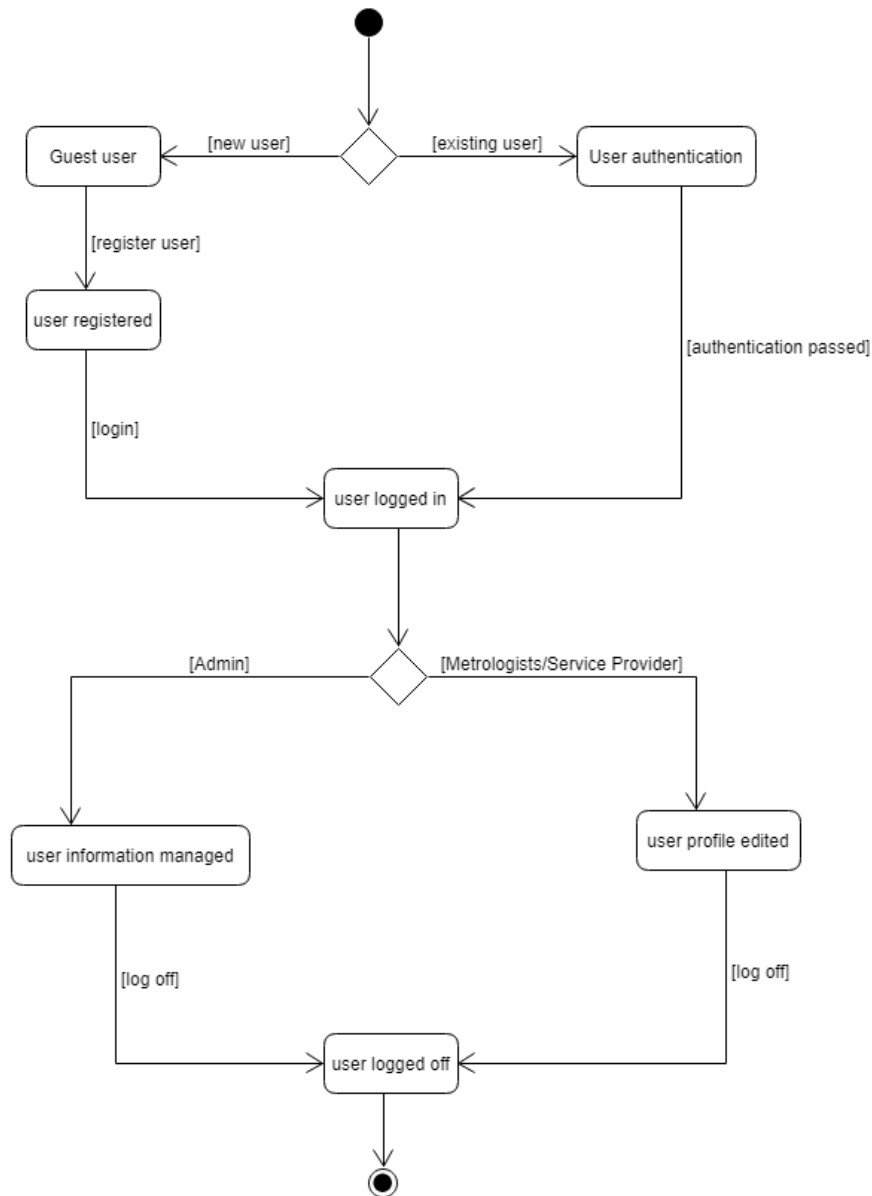 [new user]
[existing user]
Guest user
User authentication
[register user]
user registered
[authentication passed]
[login]
user logged in
[Admin]
[Metrologists/Service Provider]
user information managed
user profile edited
[log off]
[log off]
user logged off